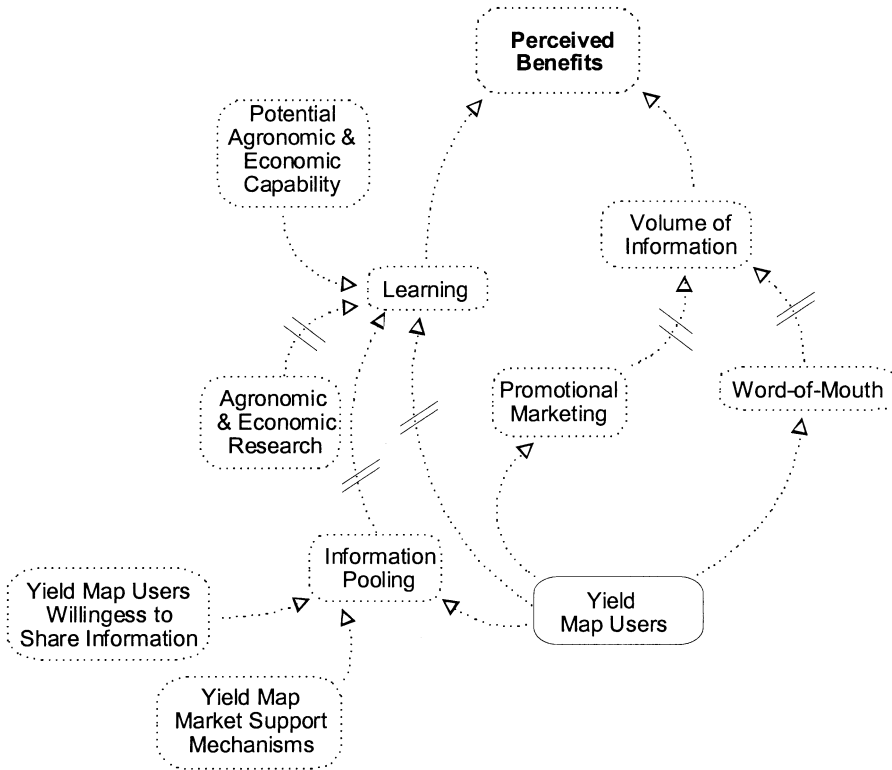 Perceived
Benefits
Potential
Agronomic &
Economic
Capability
Volume of
Information
Learning
Agronomic
& Economic
Research
Promotional
Marketing
Word-of-Mouth
Information
Pooling
Yield Map Users
Willingess to
Share Information
Yield
Map Users
Yield Map
Market Support
Mechanisms